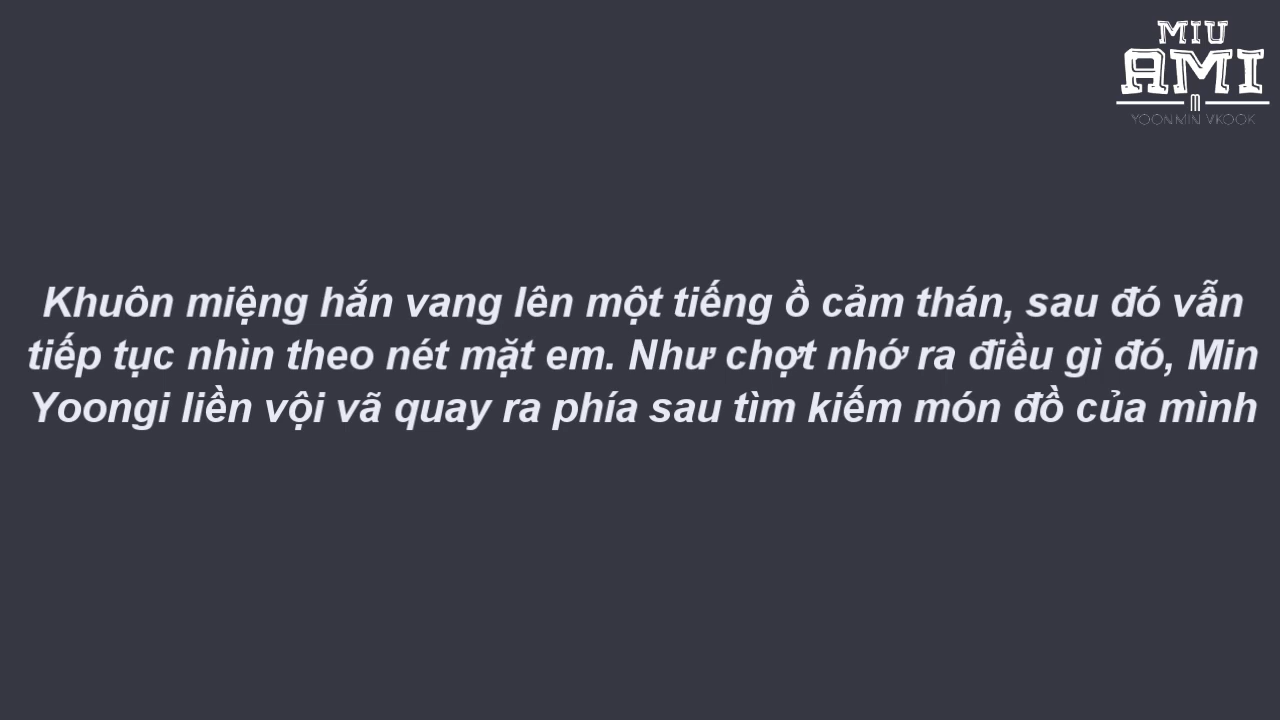 MIU
AMI
M
YOONMIN VKOOK
Khuôn miệng hắn vang lên một tiếng ồ cảm thán, sau đó vẫn
tiếp tục nhìn theo nét mặt em. Như chợt nhớ ra điều gì đó, Min
Yoongi liền vội vã quay ra phía sau tìm kiếm món đồ của mình